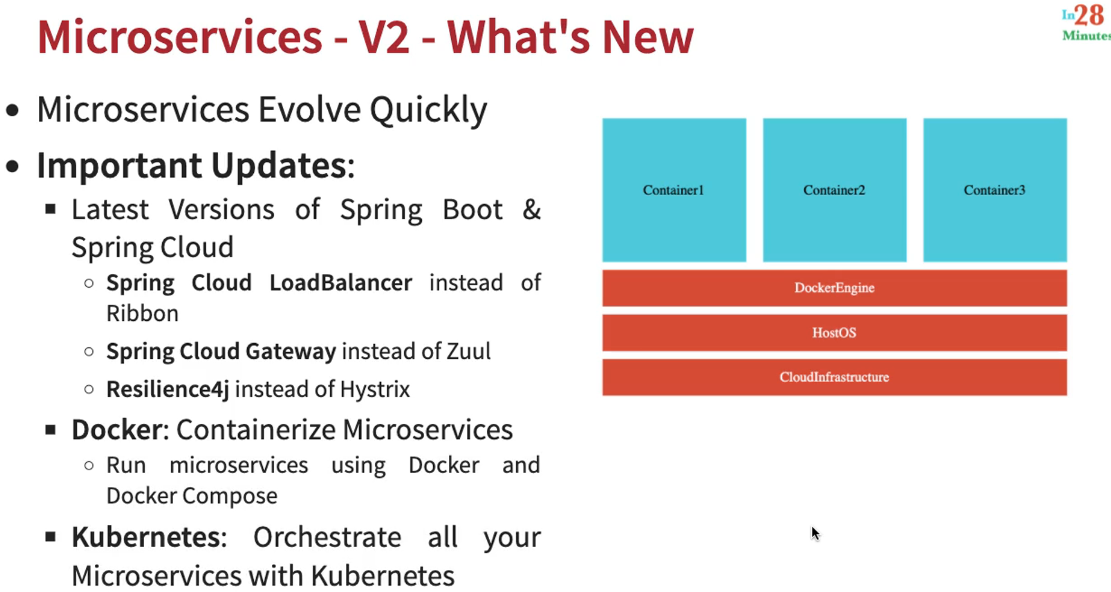 Microservices - V2 - What's New
In28
Minutes
• Microservices Evolve Quickly
• Important Updates:
▪ Latest Versions of Spring Boot &
Spring Cloud
○ Spring Cloud LoadBalancer instead of
Ribbon
○ Spring Cloud Gateway instead of Zuul
○ Resilience4j instead of Hystrix
▪ Docker: Containerize Microservices
○ Run microservices using Docker and
Docker Compose
▪ Kubernetes: Orchestrate all your
Microservices with Kubernetes
Container1
Container2
Container3
DockerEngine
HostOS
CloudInfrastructure